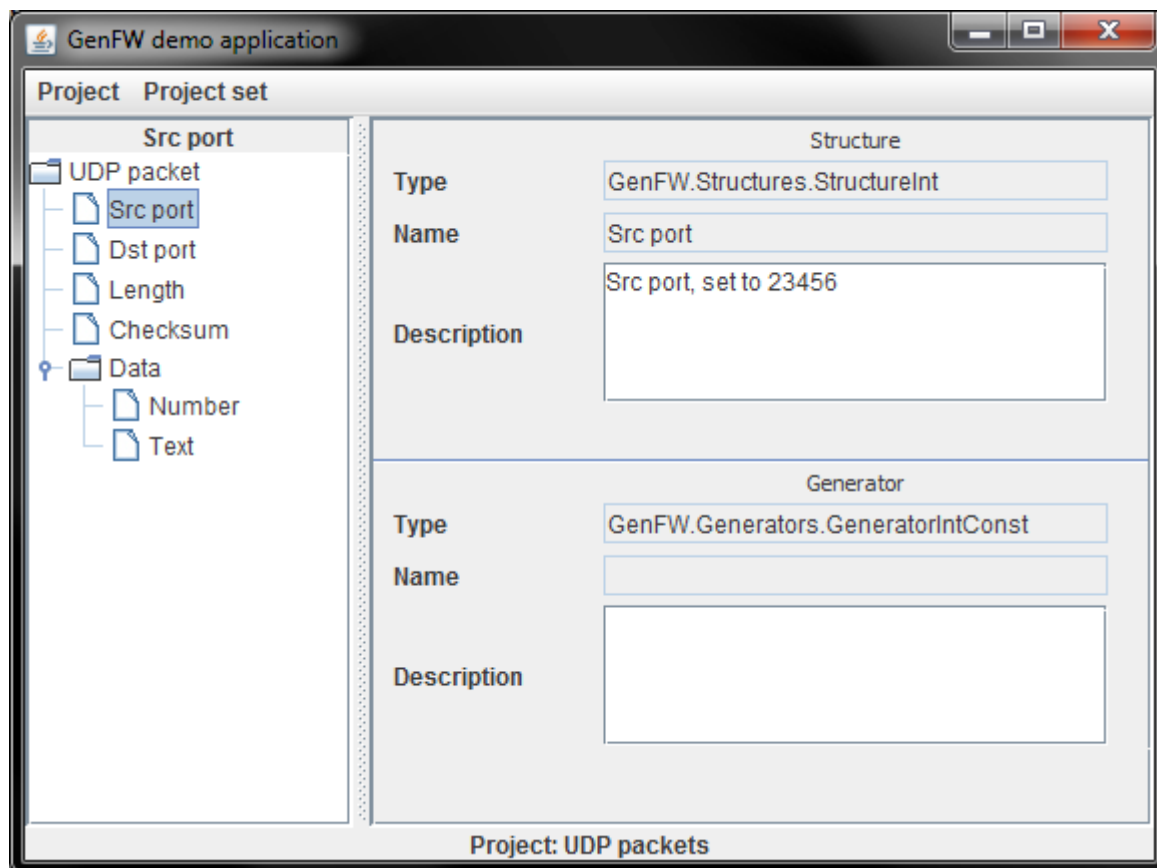 GenFW demo application
Project Project set
Src port
UDP packet
Src port
Dst port
Length
Checksum
Data
Number
Text
Structure
Type GenFW.Structures.StructureInt
Name Src port
Description Src port, set to 23456
Generator
Type GenFW.Generators.GeneratorIntConst
Name
Description
Project: UDP packets